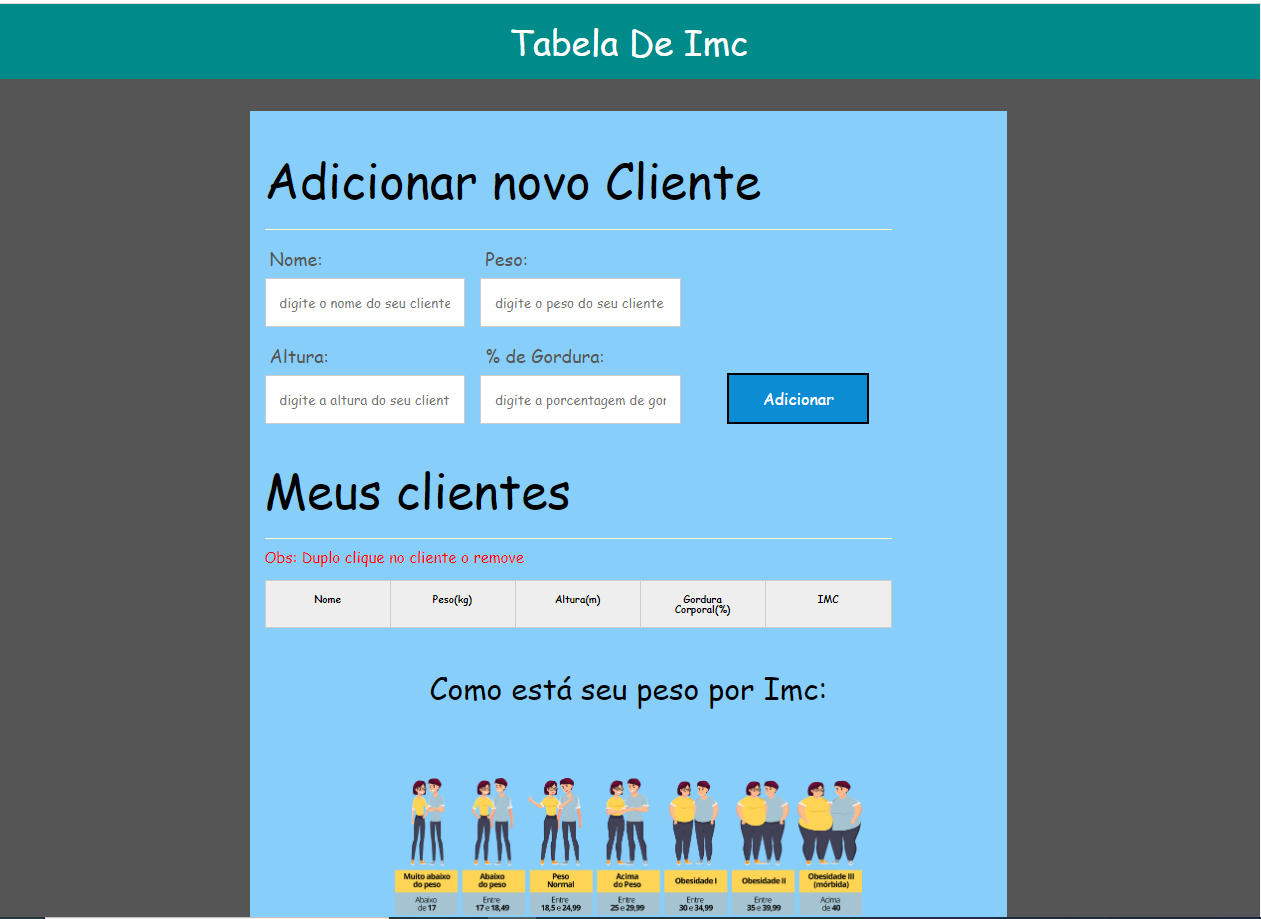 Tabela De Imc
Adicionar novo Cliente
Nome: Peso:
digite o nome do seu cliente digite o peso do seu cliente
Altura: % de Gordura:
digite a altura do seu client digite a porcentagem de gor Adicionar
Meus clientes
Obs: Duplo clique no cliente o remove
Nome Peso(kg) Altura(m) Gordura Corporal(%) IMC
Como está seu peso por Imc:
Muito abaixo do peso Abaixo do peso Peso Normal Acima do Peso Obesidade I Obesidade II Obesidade III (mórbida)
Abaixo de 17 Entre 17 e 18,49 Entre 18,5 e 24,99 Entre 25 e 29,99 Entre 30 e 34,99 Entre 35 e 39,99 Acima de 40